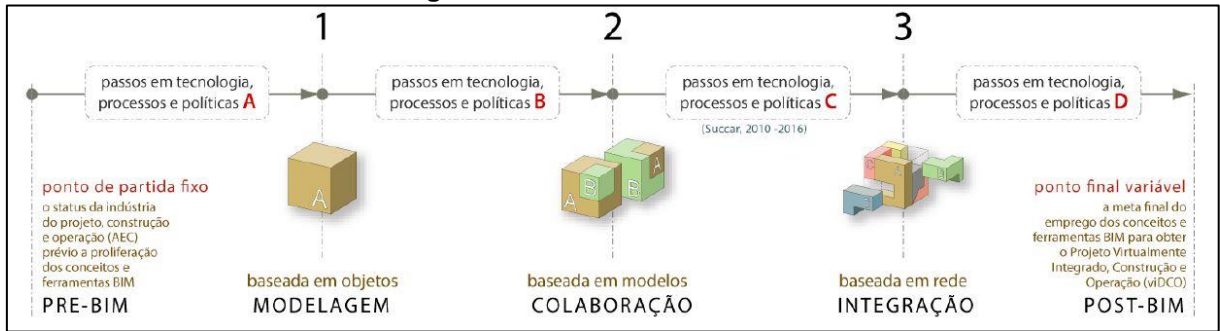 1
2
3
passos em tecnologia,
processos e políticas A
passos em tecnologia,
processos e políticas B
passos em tecnologia,
processos e políticas C
passos em tecnologia,
processos e políticas D
(Succar, 2010 -2016)
A
A
B
B
A
ponto de partida fixo
o status da indústria
do projeto, construção
e operação (AEC)
prévio a proliferação
dos conceitos e
ferramentas BIM
PRE-BIM
baseada em objetos
MODELAGEM
baseada em modelos
COLABORAÇÃO
baseada em rede
INTEGRAÇÃO
ponto final variável
a meta final do
emprego dos conceitos e
ferramentas BIM para obter
o Projeto Virtualmente
Integrado, Construção e
Operação (viDCO)
POST-BIM